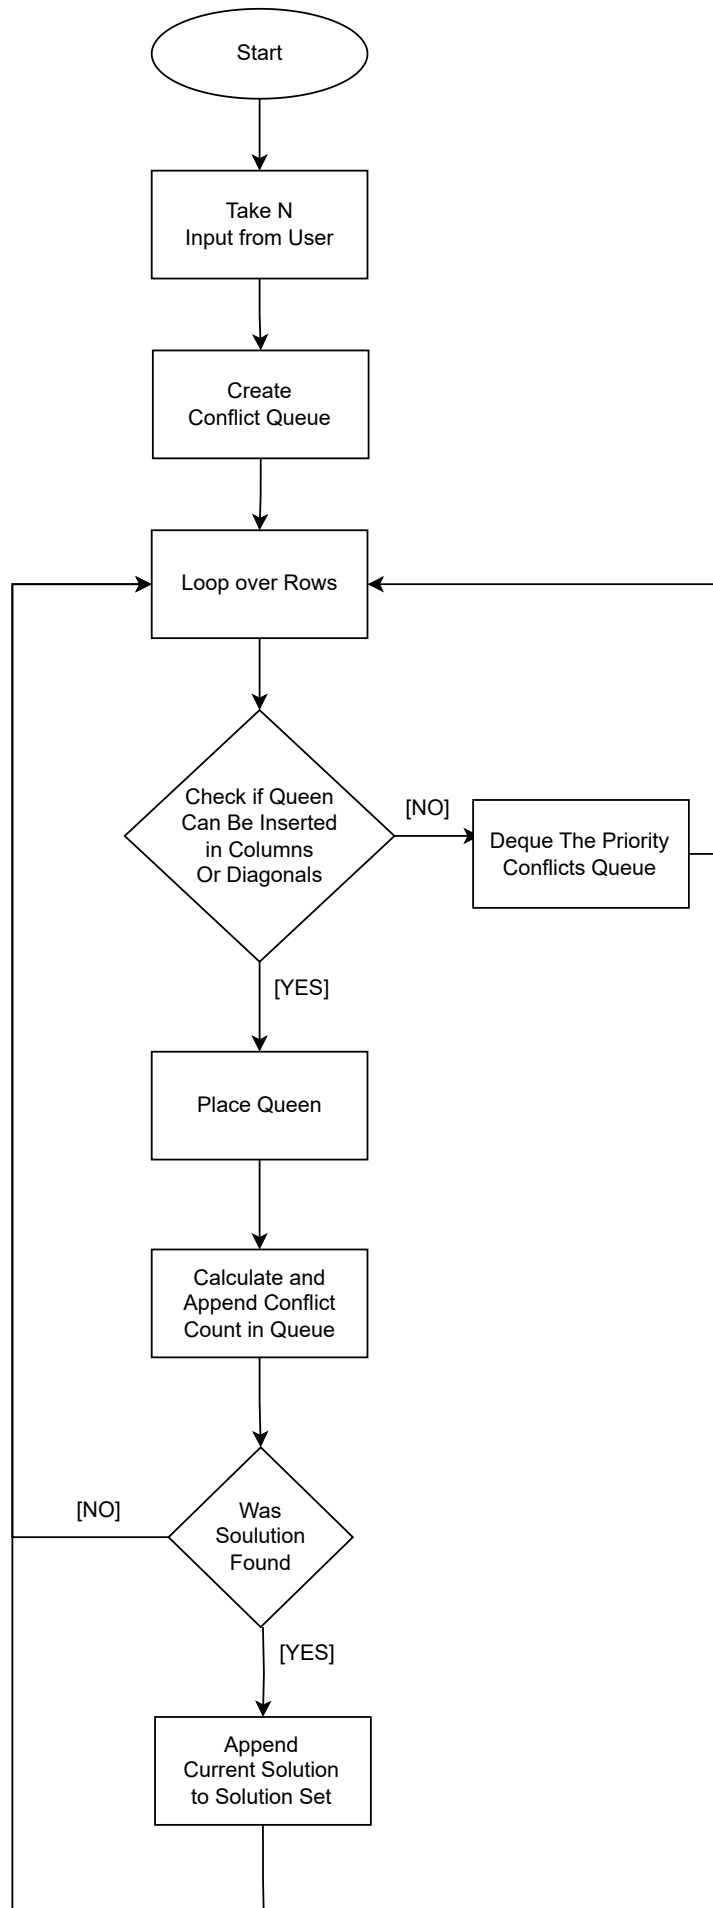 Start
Take N
Input from User
Create
Conflict Queue
Loop over Rows
Check if Queen
Can Be Inserted
in Columns
Or Diagonals
[NO]
Deque The Priority
Conflicts Queue
[YES]
Place Queen
Calculate and
Append Conflict
Count in Queue
Was
Soulution
Found
[NO]
[YES]
Append
Current Solution
to Solution Set